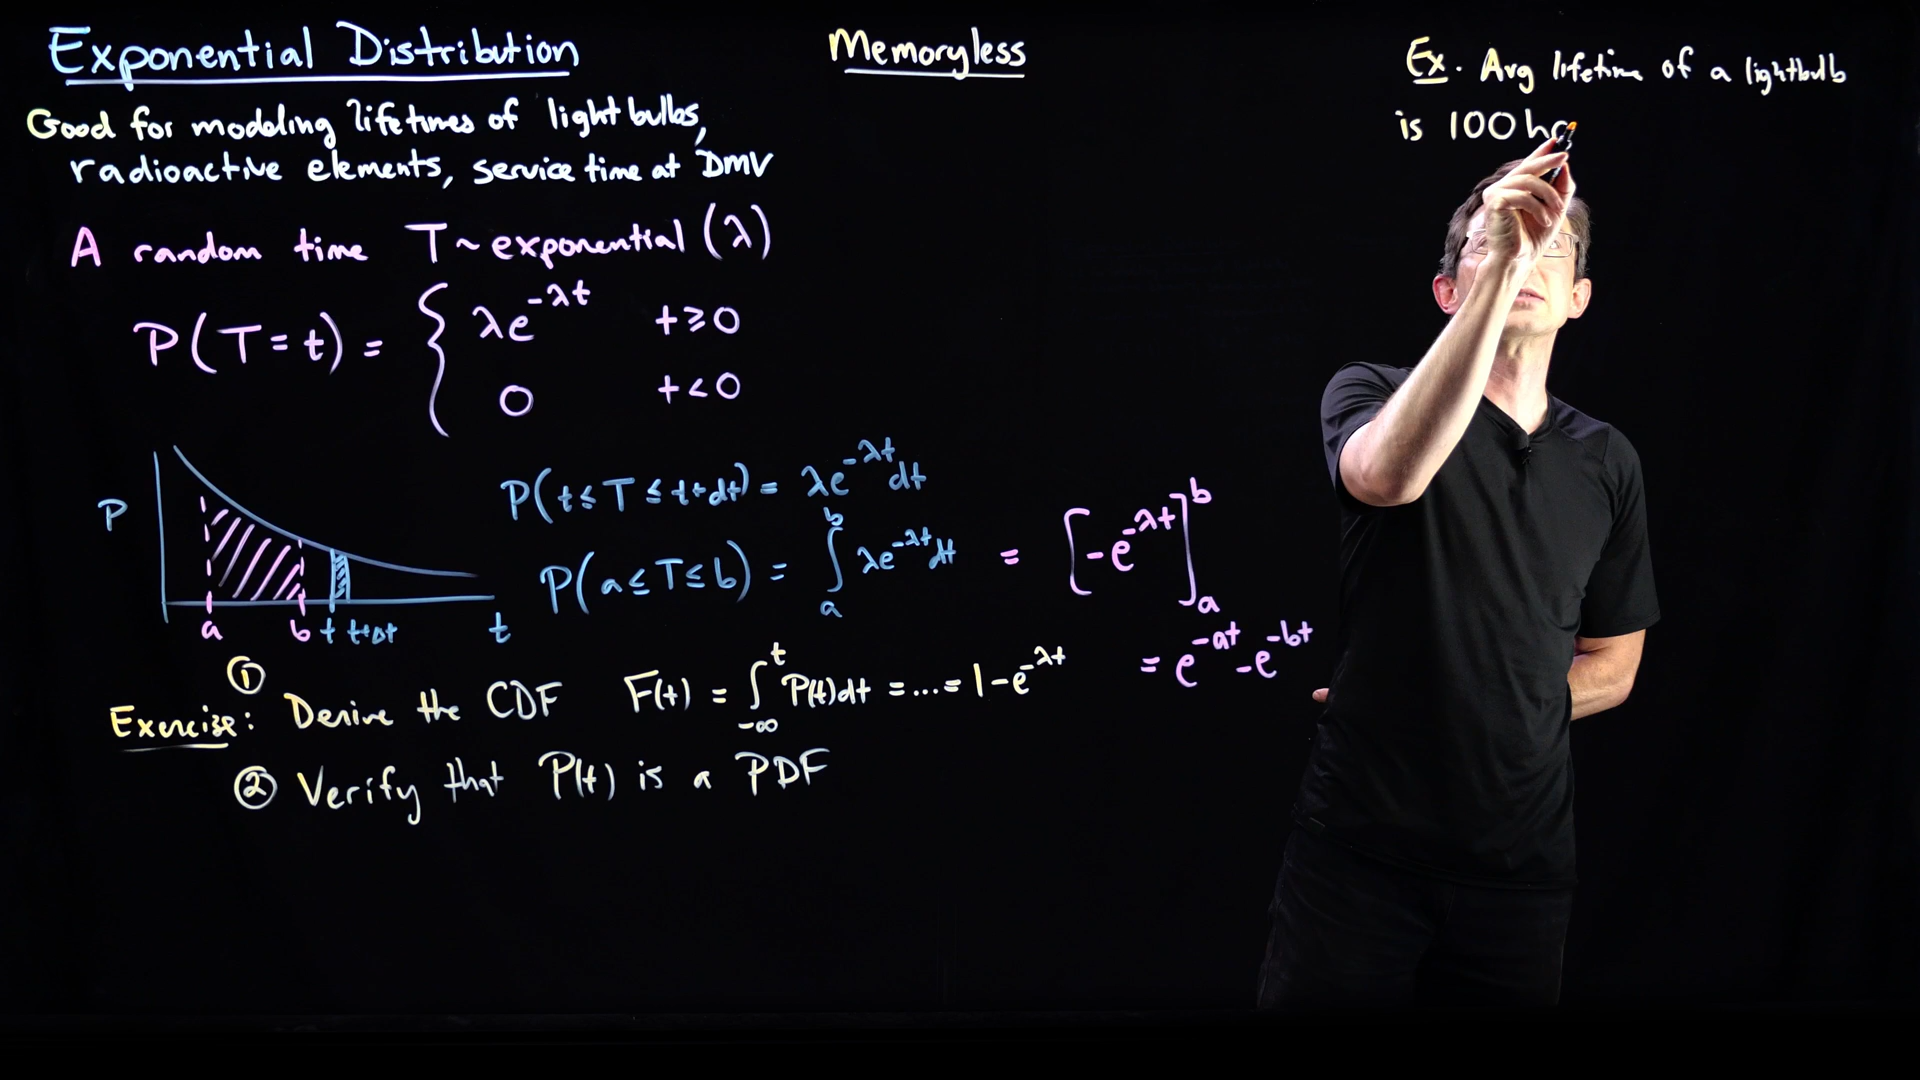 Exponential Distribution
Good for modeling lifetimes of light bulbs,
radioactive elements, service time at DMV
A random time T ~ exponential (λ)
P(T = t) = { λe^{-λt} t ≥ 0
0 t < 0
P
a b t t+Δt t
P(t ≤ T ≤ t+dt) = λe^{-λt} dt
P(a ≤ T ≤ b) = ∫_a^b λe^{-λt} dt = [-e^{-λt}]_a^b
= e^{-at} - e^{-bt}
Exercise: ① Derive the CDF F(t) = ∫_{-∞}^t P(t)dt = ... = 1 - e^{-λt}
② Verify that P(t) is a PDF
Memoryless
Ex. Avg lifetime of a lightbulb
is 100 ho